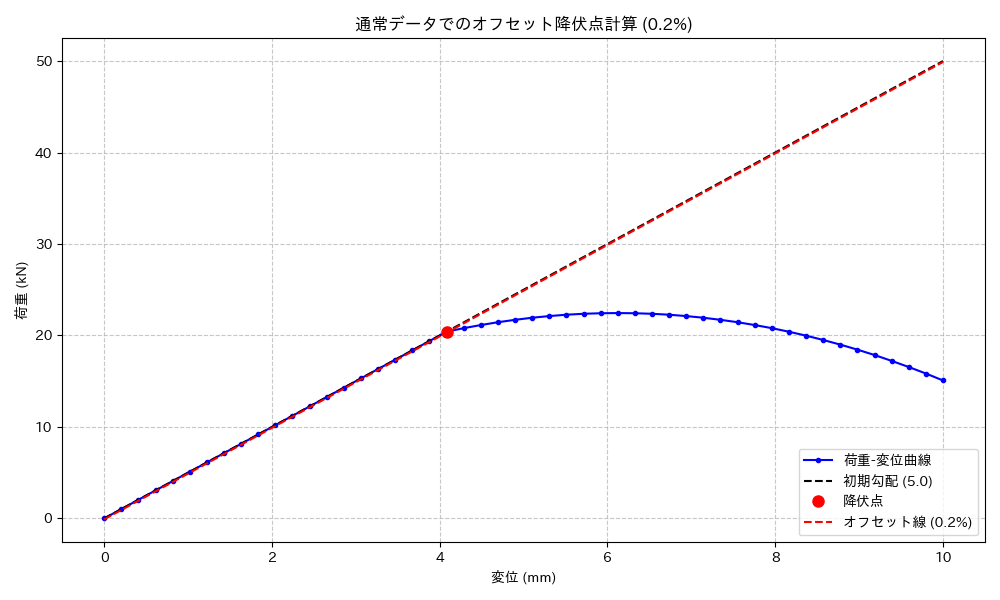 通常データでのオフセット降伏点計算 (0.2%)
荷重 (kN)
50
40
30
20
10
0
0 2 4 6 8 10
変位 (mm)
荷重-変位曲線
初期勾配 (5.0)
降伏点
オフセット線 (0.2%)